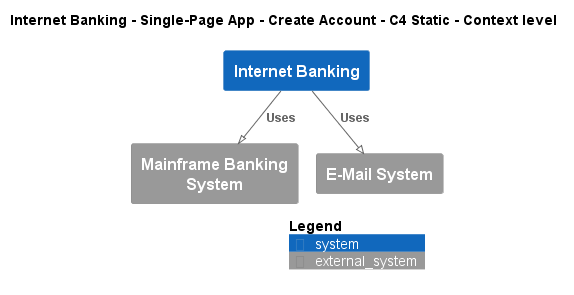 Internet Banking - Single-Page App - Create Account - C4 Static - Context level
Internet Banking
Uses
Uses
Mainframe Banking
System
E-Mail System
Legend
system
external_system